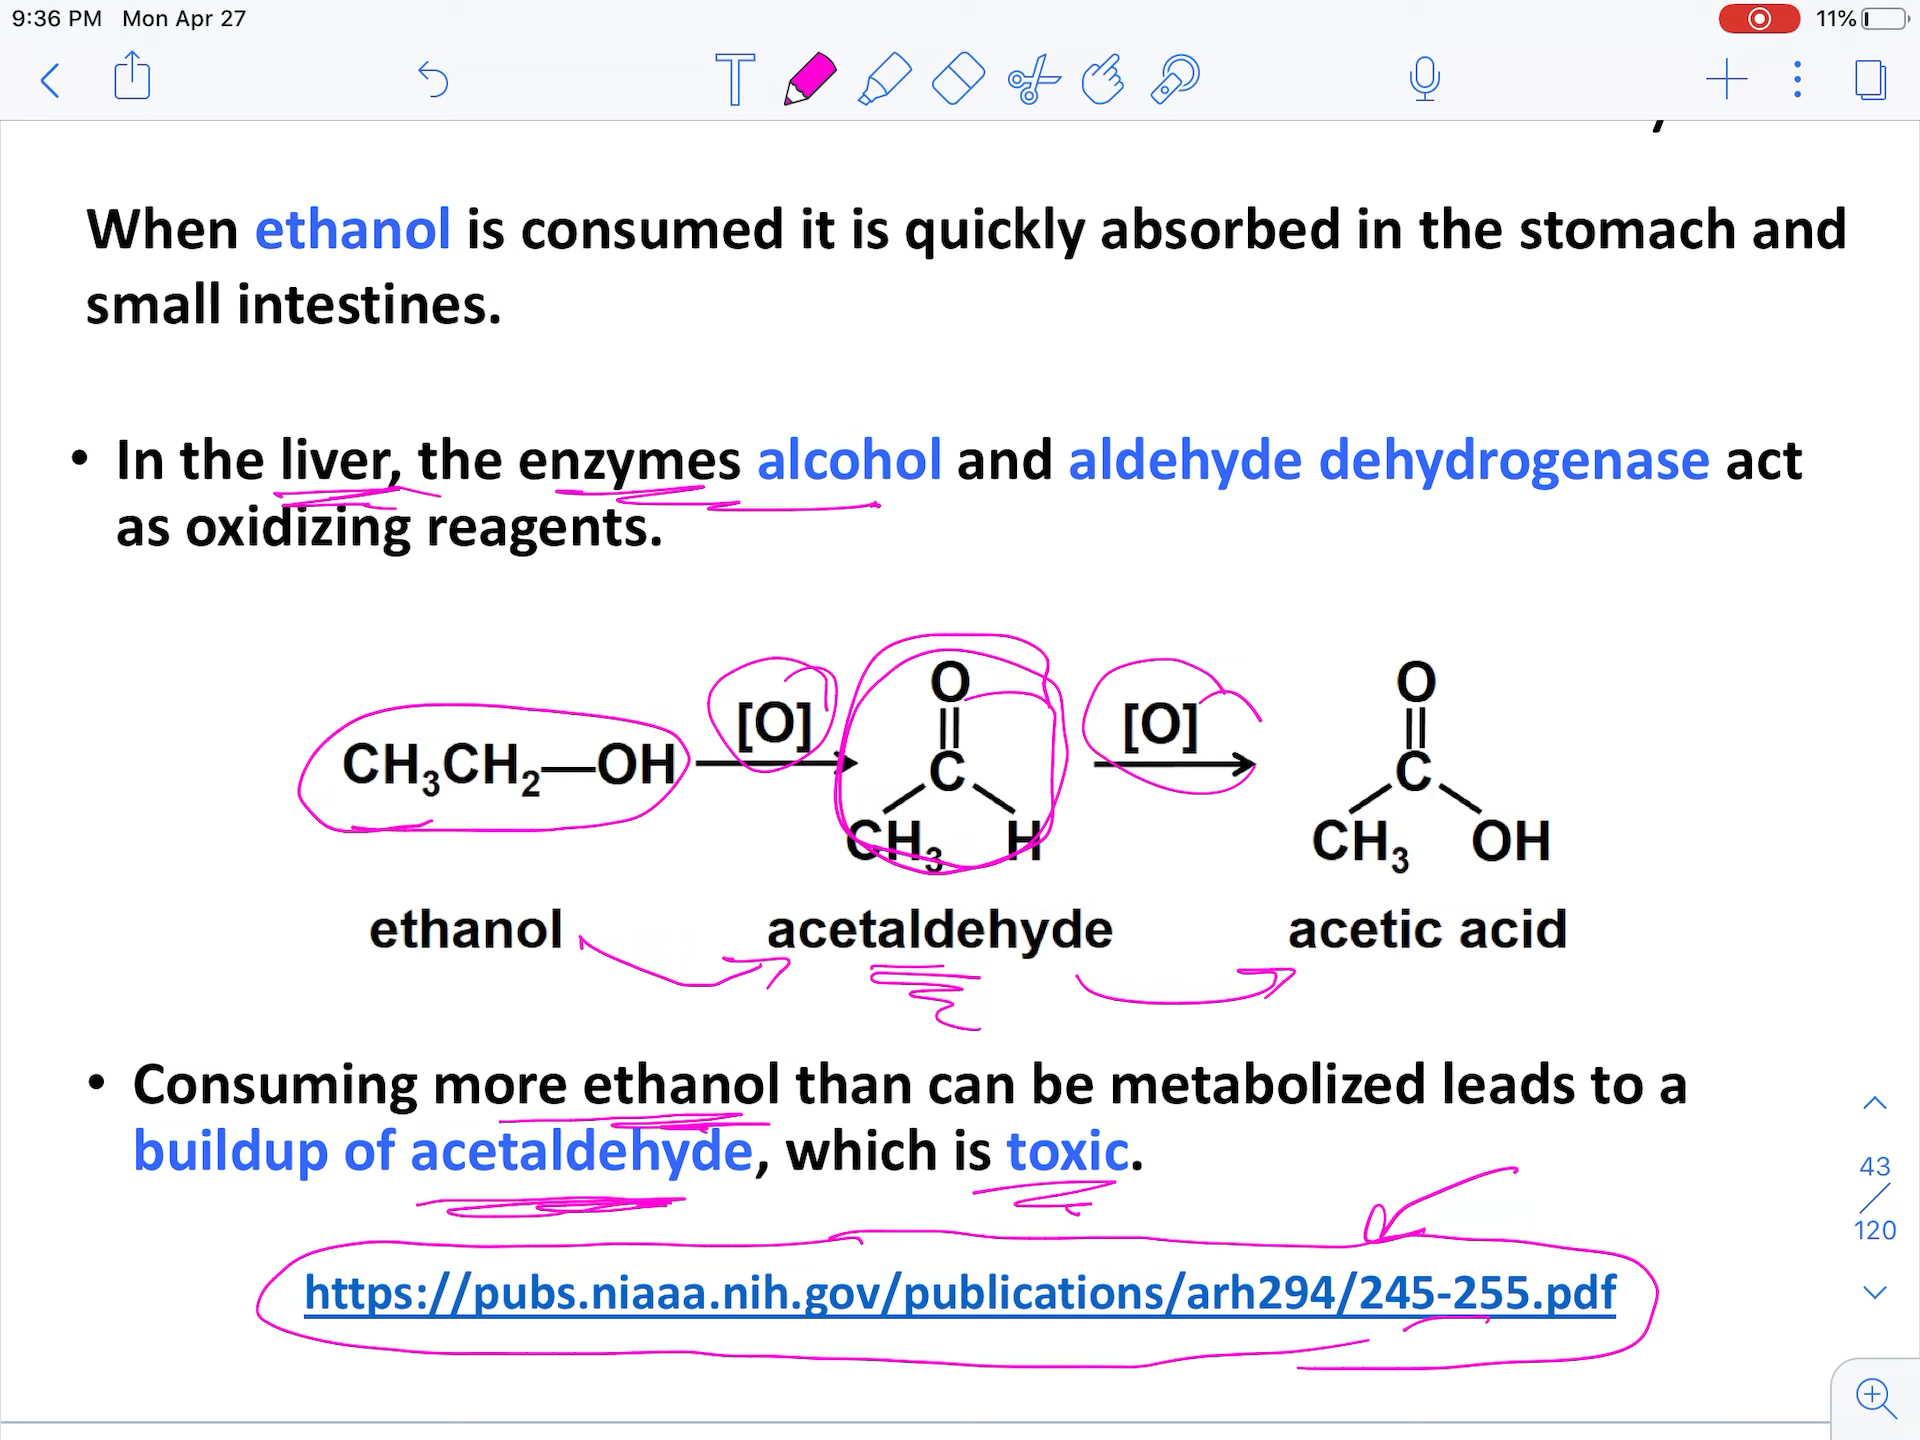 9:36 PM Mon Apr 27
11%
When ethanol is consumed it is quickly absorbed in the stomach and
small intestines.
• In the liver, the enzymes alcohol and aldehyde dehydrogenase act
as oxidizing reagents.
O
[O]
O
[O]
CH₃CH₂—OH
C
C
CH₃ H
CH₃ OH
ethanol
acetaldehyde
acetic acid
• Consuming more ethanol than can be metabolized leads to a
buildup of acetaldehyde, which is toxic.
43
/
120
https://pubs.niaaa.nih.gov/publications/arh294/245-255.pdf